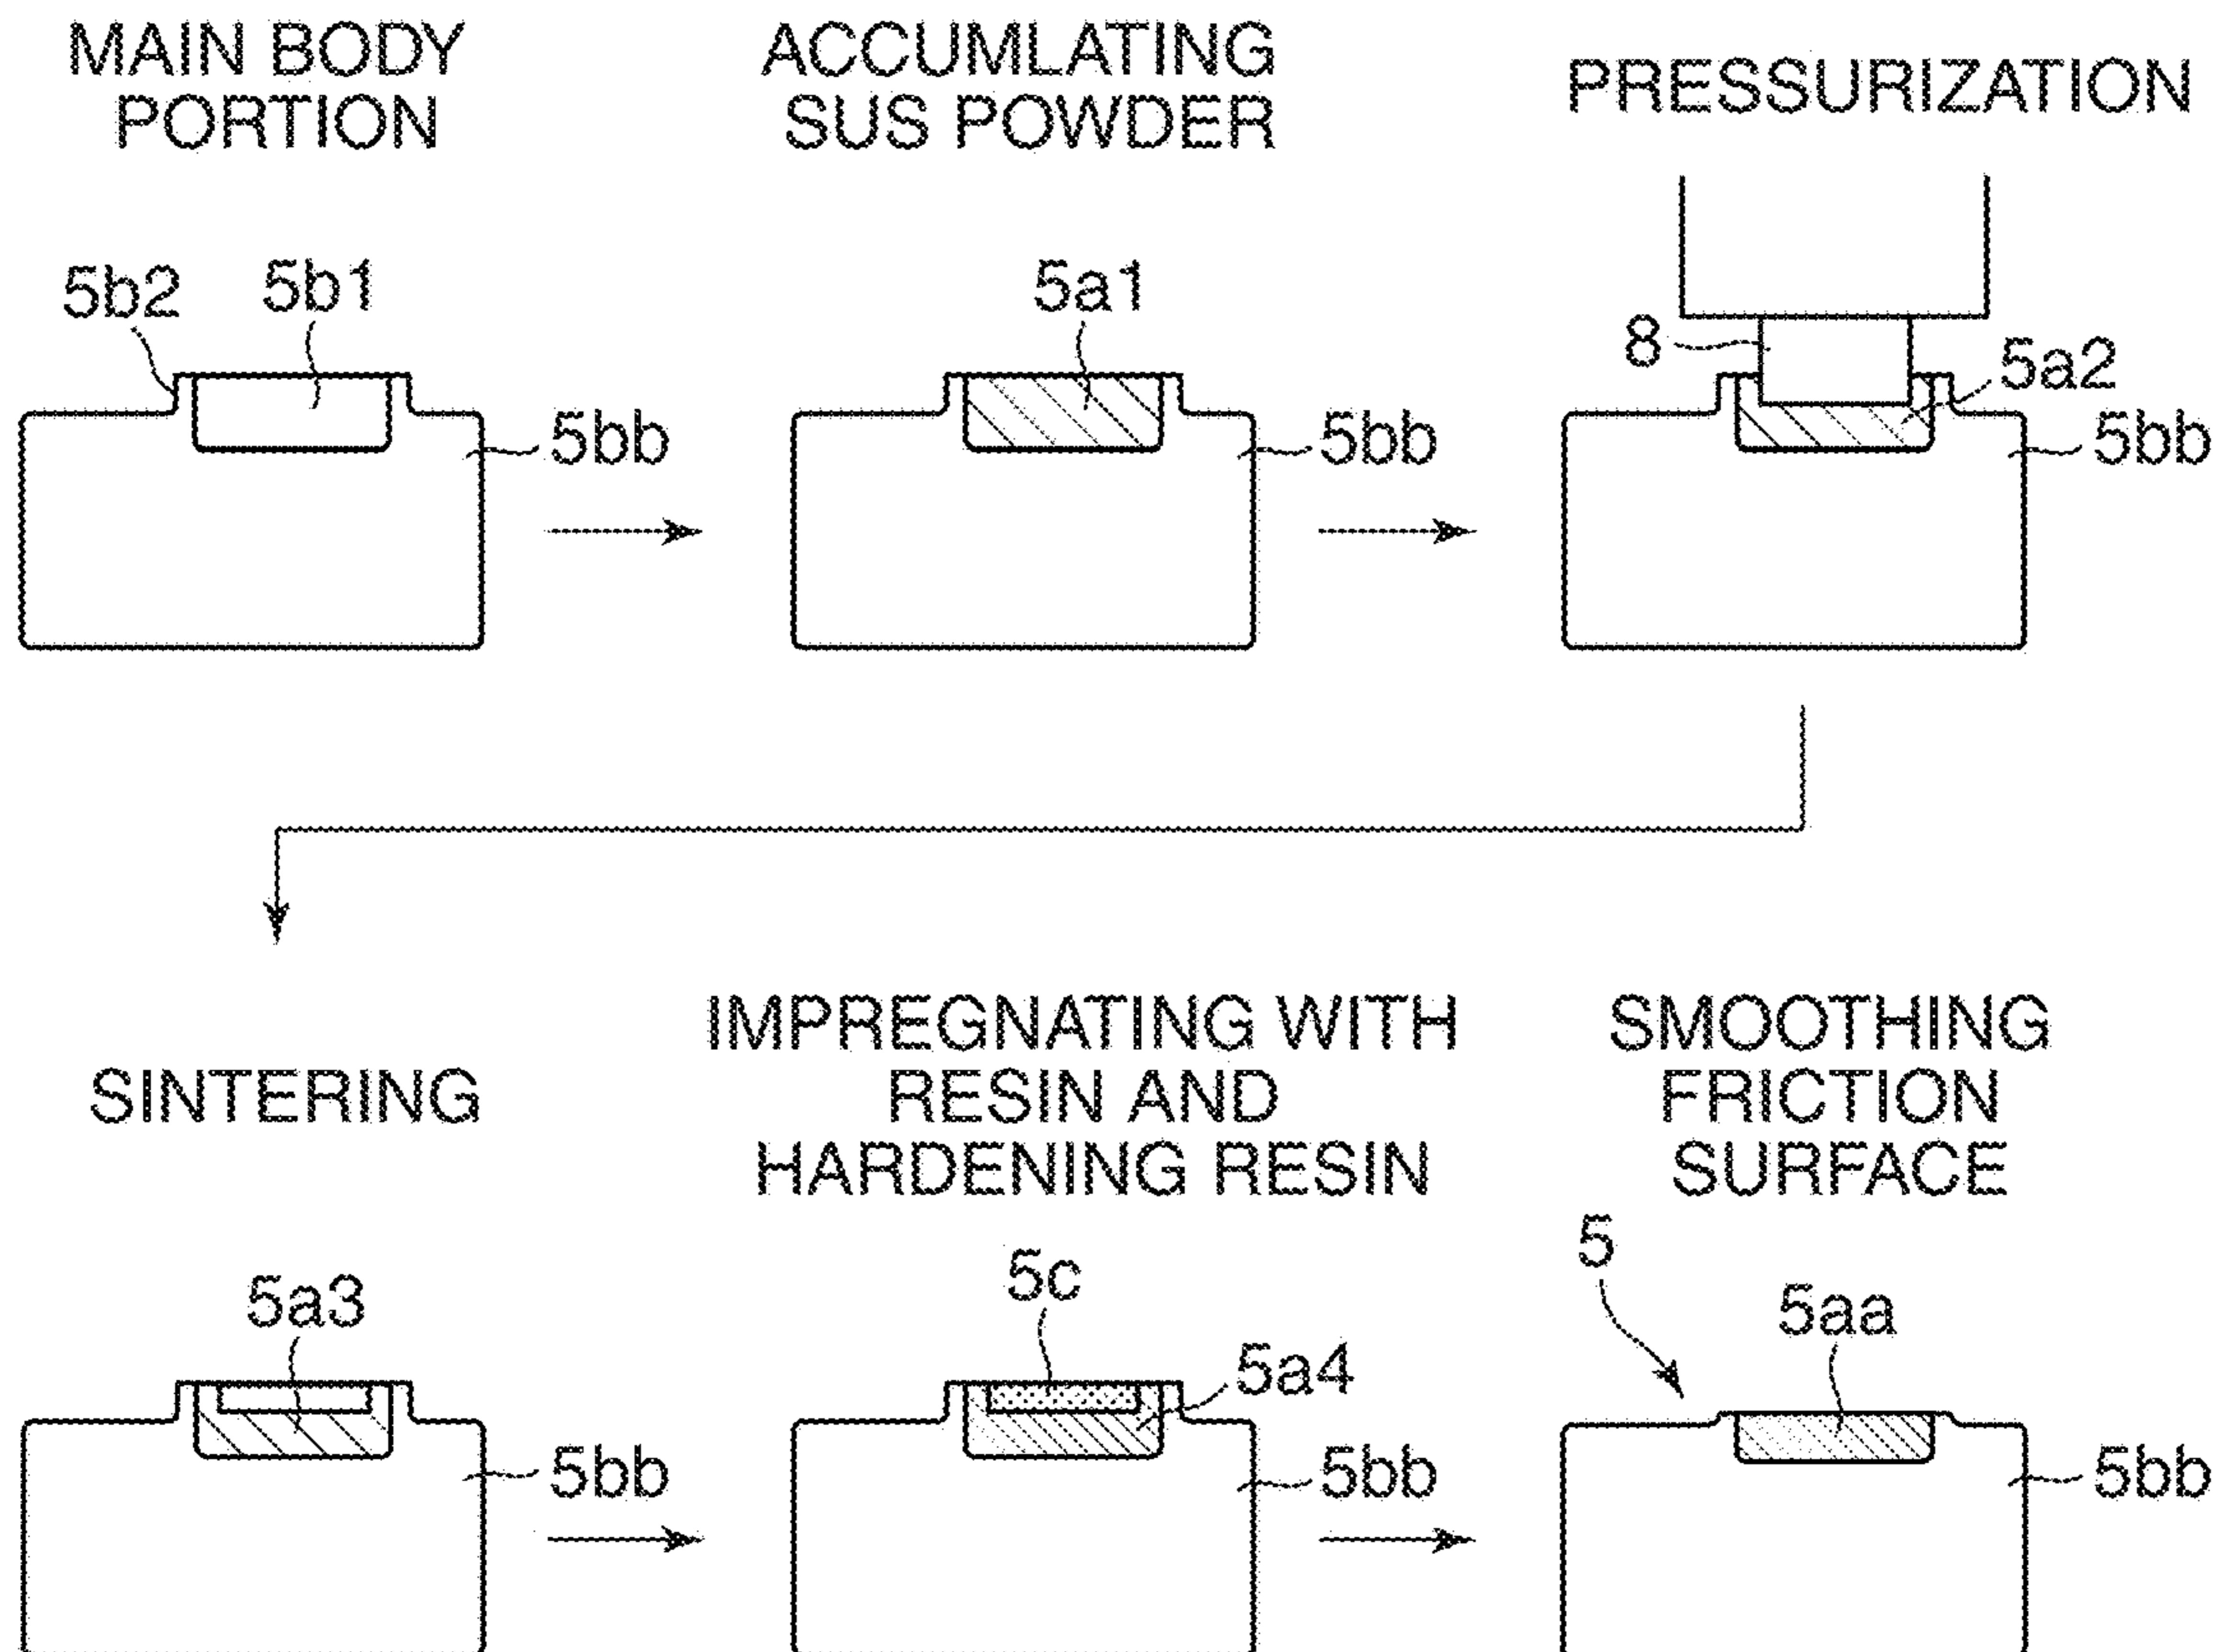 MAIN BODY
PORTION
ACCUMLATING
SUS POWDER
PRESSURIZATION
5b2
5b1
5bb
5a1
5bb
8
5a2
5bb
SINTERING
IMPREGNATING WITH
RESIN AND
HARDENING RESIN
SMOOTHING
FRICTION
SURFACE
5a3
5bb
5c
5a4
5bb
5
5aa
5bb